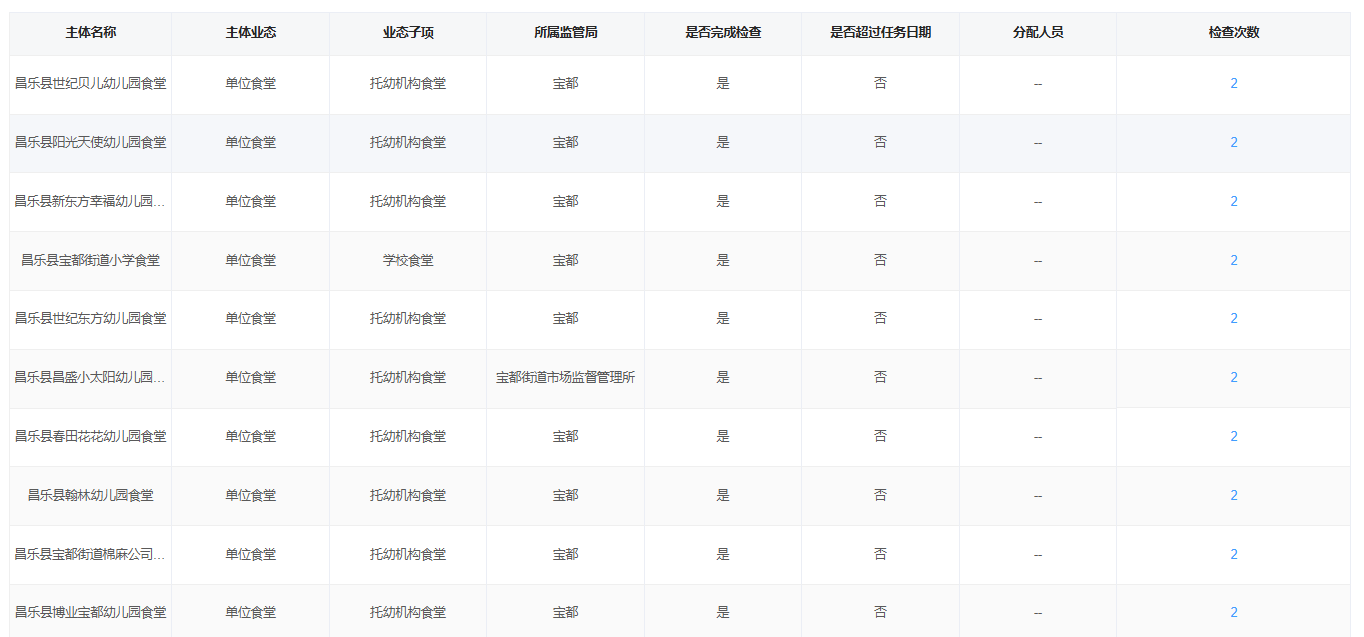 主体名称 主体业态 业态子项 所属监管局 是否完成检查 是否超过任务日期 分配人员 检查次数
昌乐县世纪贝儿幼儿园食堂 单位食堂 托幼机构食堂 宝都 是 否 -- 2
昌乐县阳光天使幼儿园食堂 单位食堂 托幼机构食堂 宝都 是 否 -- 2
昌乐县新东方幸福幼儿园... 单位食堂 托幼机构食堂 宝都 是 否 -- 2
昌乐县宝都街道小学食堂 单位食堂 学校食堂 宝都 是 否 -- 2
昌乐县世纪东方幼儿园食堂 单位食堂 托幼机构食堂 宝都 是 否 -- 2
昌乐县昌盛小太阳幼儿园... 单位食堂 托幼机构食堂 宝都街道市场监督管理所 是 否 -- 2
昌乐县春田花花幼儿园食堂 单位食堂 托幼机构食堂 宝都 是 否 -- 2
昌乐县翰林幼儿园食堂 单位食堂 托幼机构食堂 宝都 是 否 -- 2
昌乐县宝都街道棉麻公司... 单位食堂 托幼机构食堂 宝都 是 否 -- 2
昌乐县博业宝都幼儿园食堂 单位食堂 托幼机构食堂 宝都 是 否 -- 2